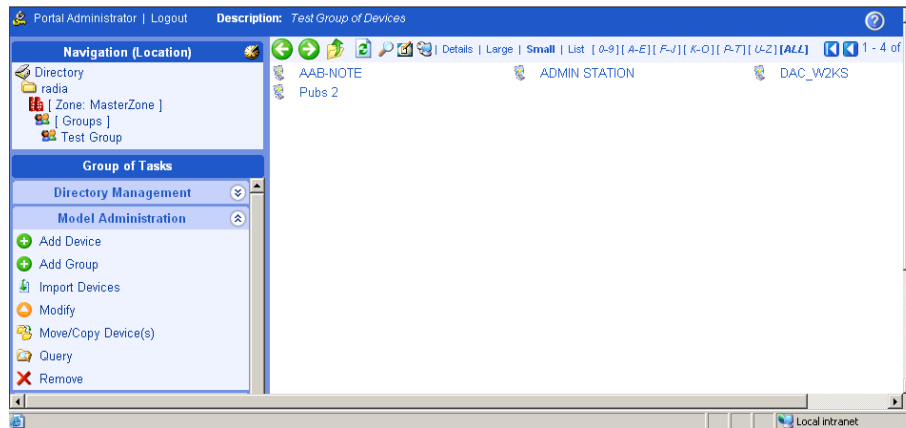 Portal Administrator | Logout Description: Test Group of Devices
Navigation (Location)
Details | Large | Small | List [ 0-9 ] [ A-E ] [ F-J ] [ K-O ] [ P-T ] [ U-Z ] [ALL] 1 - 4 of
Directory
radia
[ Zone: MasterZone ]
[ Groups ]
Test Group
AAB-NOTE ADMIN STATION DAC_W2KS
Pubs 2
Group of Tasks
Directory Management
Model Administration
Add Device
Add Group
Import Devices
Modify
Move/Copy Device(s)
Query
Remove
Local intranet